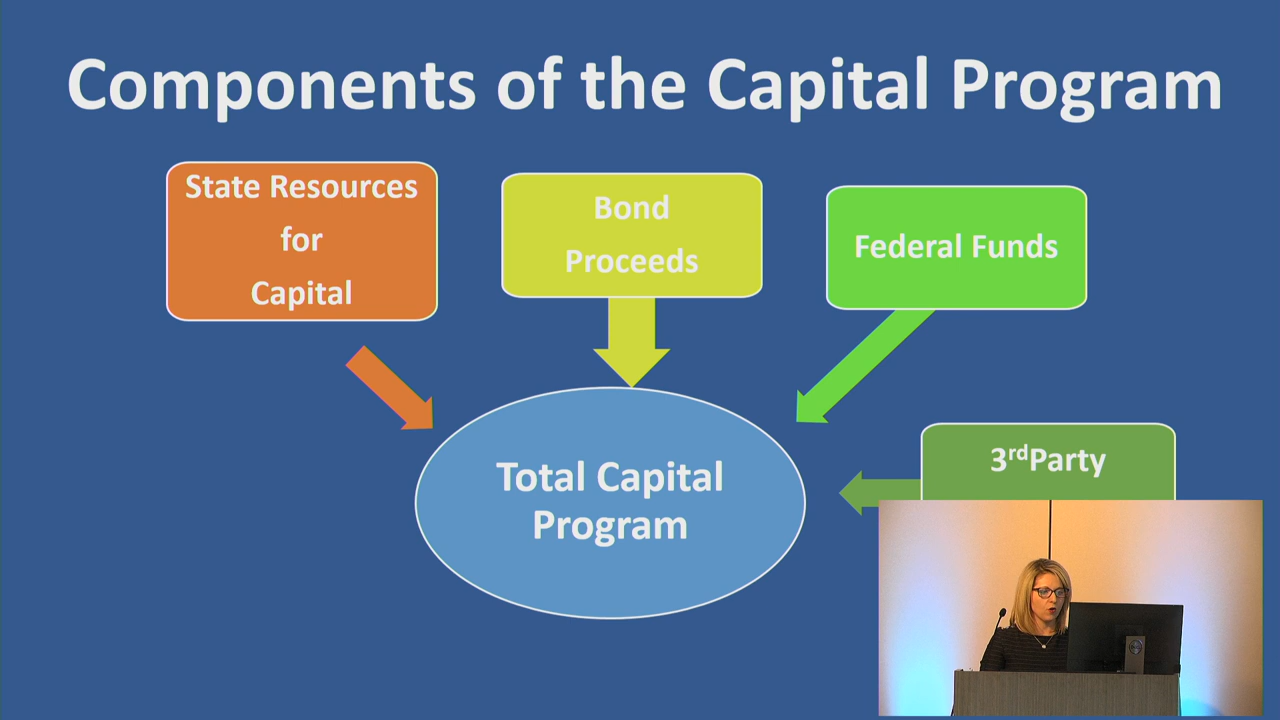 Components of the Capital Program
State Resources
for
Capital
Bond
Proceeds
Federal Funds
3rdParty
Total Capital
Program